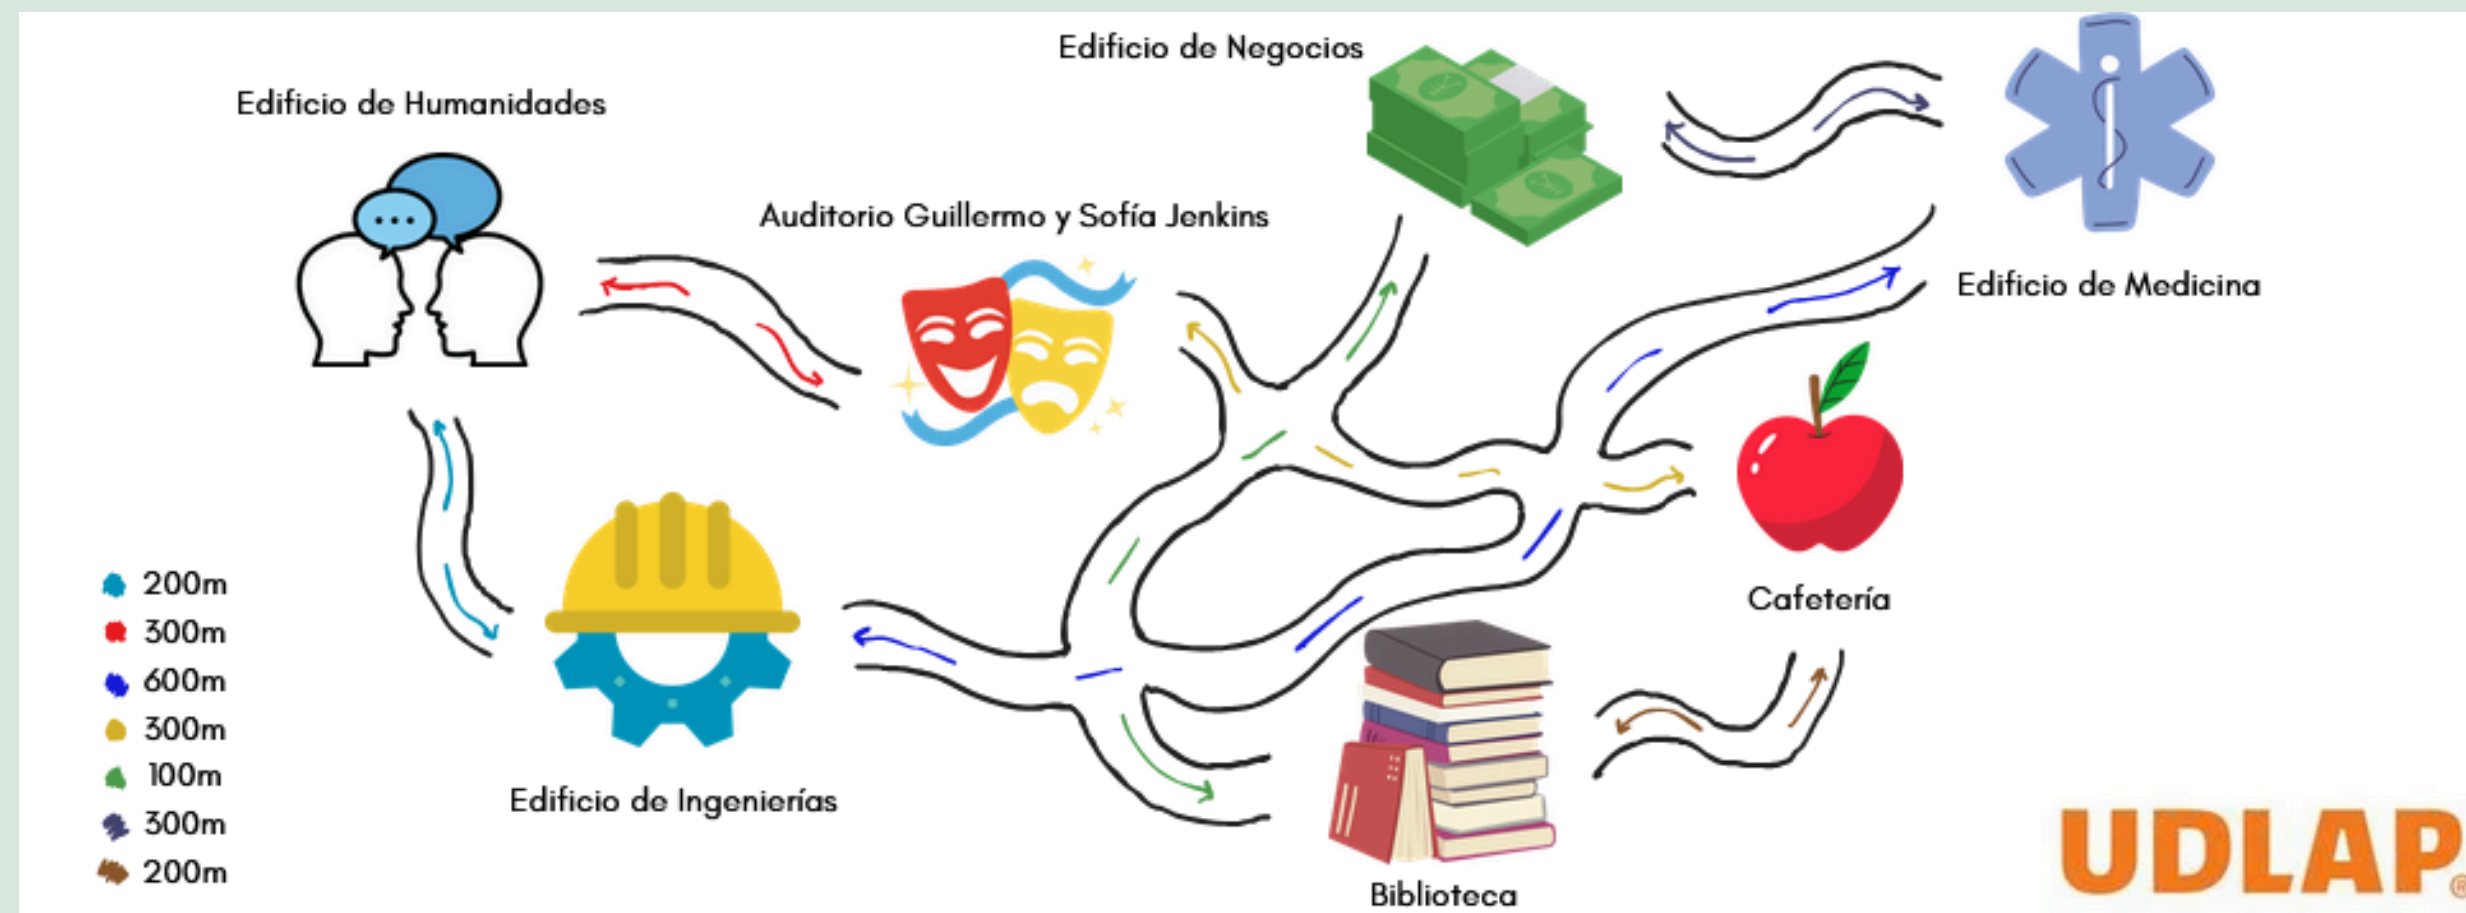 Edificio de Negocios
Edificio de Humanidades
Auditorio Guillermo y Sofía Jenkins
Edificio de Medicina
200m
300m
600m
300m
100m
300m
200m
Cafetería
Edificio de Ingenierías
Biblioteca
UDLAP®